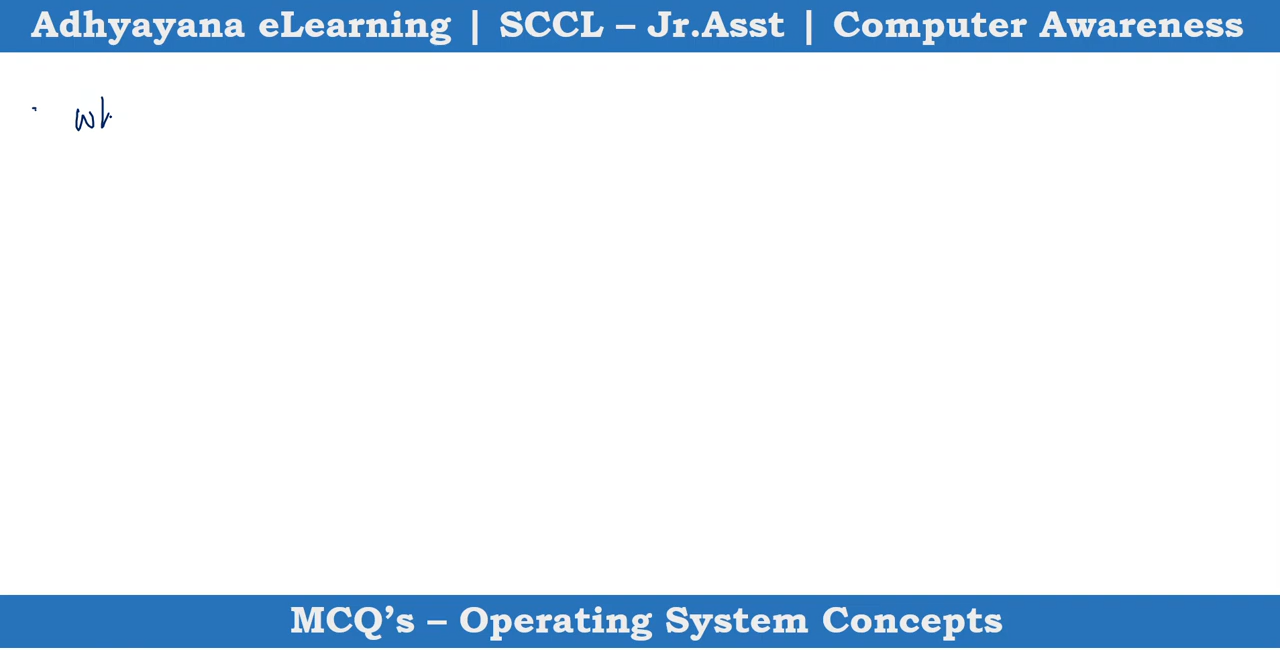 Adhyayana eLearning | SCCL – Jr.Asst | Computer Awareness
MCQ’s – Operating System Concepts